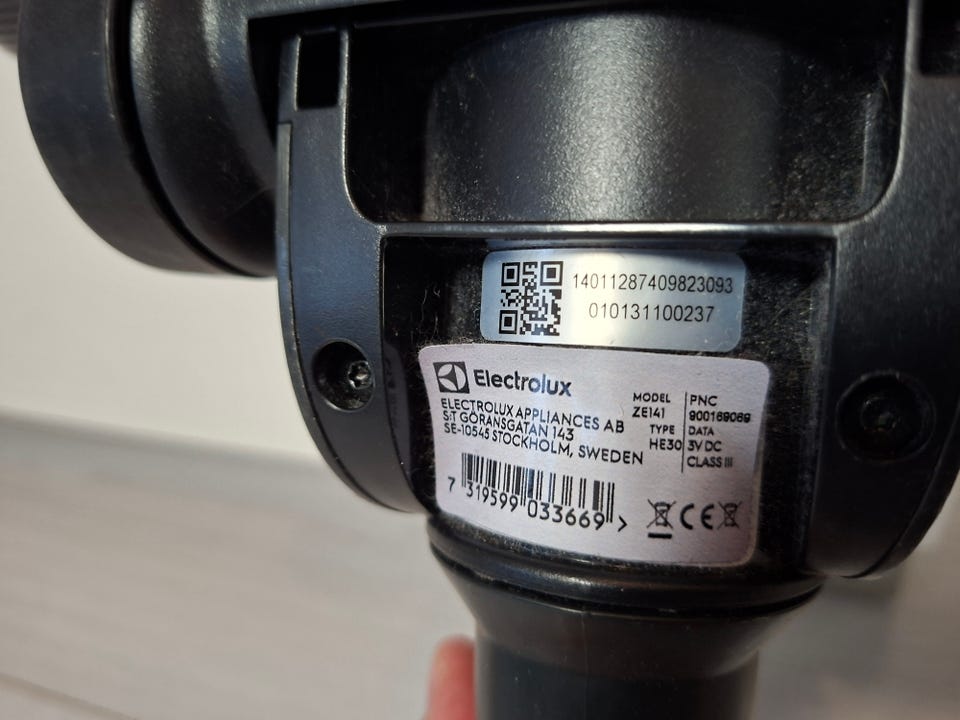 14011287409823093
010131100237
Electrolux
ELECTROLUX APPLIANCES AB
S:T GÖRANSGATAN 143
SE-10545 STOCKHOLM, SWEDEN
MODEL
ZE141
TYPE
HE30
PNC
900169069
DATA
3V DC
CLASS III
7 319599 033669 >
CE